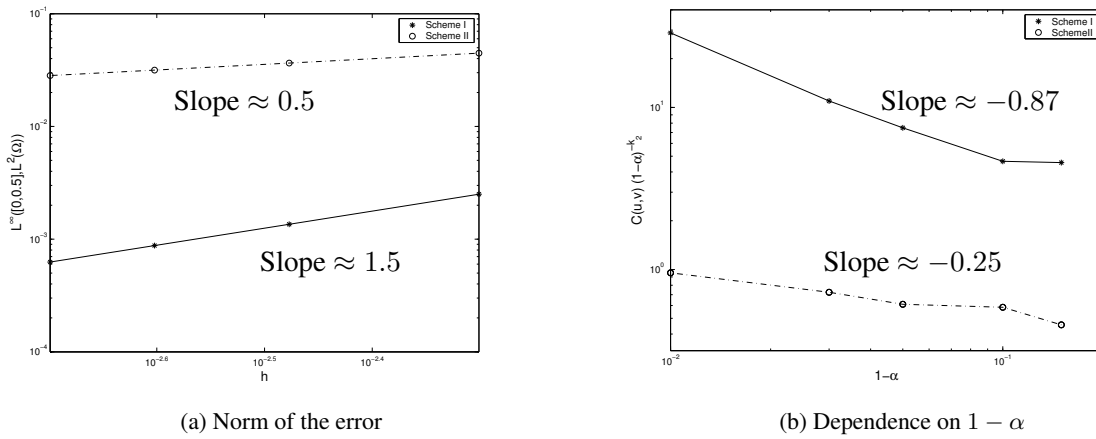 10⁻¹
10⁻²
10⁻³
10⁻⁴
L^∞([0,0.5],L²(Ω))
Scheme I
Scheme II
Slope ≈ 0.5
Slope ≈ 1.5
10⁻²·⁶
10⁻²·⁵
10⁻²·⁴
h
(a) Norm of the error
10¹
10⁰
C(u,v) (1−α)^−k₂
Scheme I
SchemeII
Slope ≈ −0.87
Slope ≈ −0.25
10⁻²
10⁻¹
1−α
(b) Dependence on 1 − α